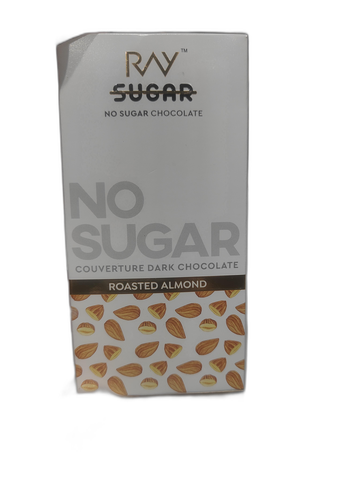 RAY™
SUGAR
NO SUGAR CHOCOLATE
NO
SUGAR
COUVERTURE DARK CHOCOLATE
ROASTED ALMOND